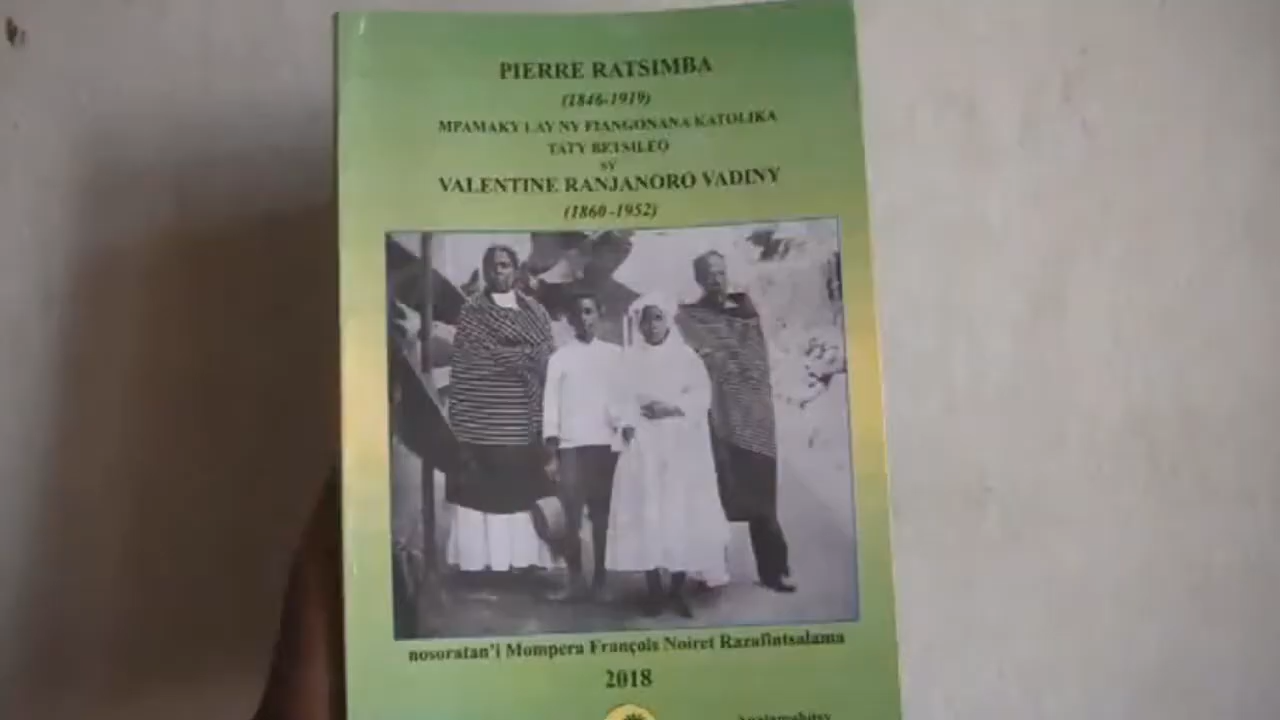 PIERRE RATSIMBA
(1846-1919)
MPAMAKY LAY NY FIANGONANA KATOLIKA
TATY BETSILEO
SY
VALENTINE RANJANORO VADINY
(1860-1952)
nosoratan'i Mompera François Noiret Razafintsalama
2018